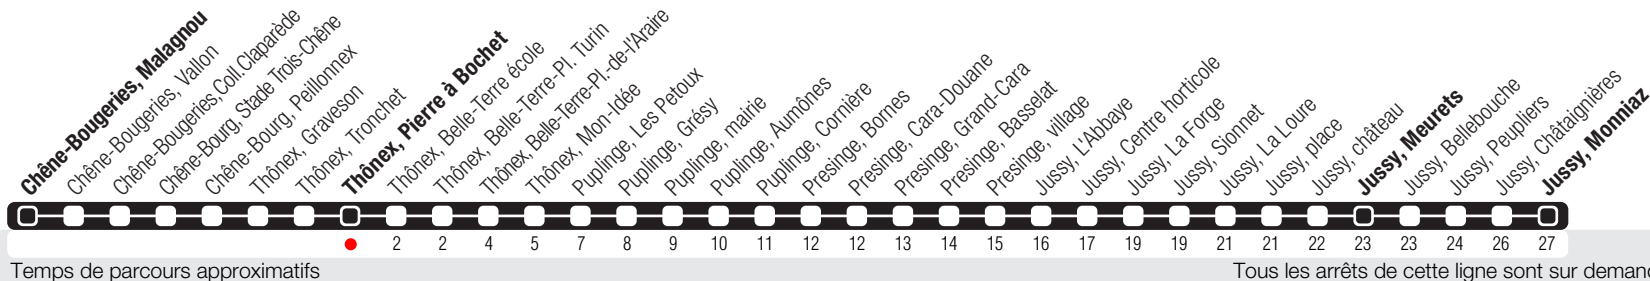 Chêne-Bougeries, Malagnou
Chêne-Bougeries, Vallon
Chêne-Bougeries, Coll.Claparède
Chêne-Bourg, Stade Trois-Chêne
Chêne-Bourg, Peillonnex
Thônex, Graveson
Thônex, Tronchet
Thônex, Pierre à Bochet
Thônex, Belle-Terre école
Thônex, Belle-Terre-Pl. Turin
Thônex, Belle-Terre-Pl.-de-l'Araire
Thônex, Mon-Idée
Puplinge, Les Petoux
Puplinge, Grésy
Puplinge, mairie
Puplinge, Aumônes
Puplinge, Cornière
Presinge, Bornes
Presinge, Cara-Douane
Presinge, Grand-Cara
Presinge, Basselat
Presinge, village
Jussy, L'Abbaye
Jussy, Centre horticole
Jussy, La Forge
Jussy, Sionnet
Jussy, La Loure
Jussy, place
Jussy, château
Jussy, Meurets
Jussy, Bellebouche
Jussy, Peupliers
Jussy, Châtaignières
Jussy, Monniaz
2 2 4 5 7 8 9 10 11 12 12 13 14 15 16 17 19 19 21 21 22 23 23 24 26 27
Temps de parcours approximatifs
Tous les arrêts de cette ligne sont sur deman